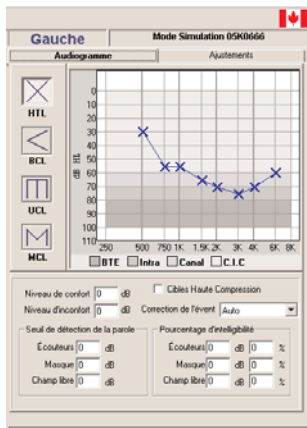 Gauche
Mode Simulation 05K0666
Audiogramme
Ajustements
HTL
BCL
UCL
MCL
dB HL
0
10
20
30
40
50
60
70
80
90
100
110
250 500 750 1K 1.5K 2K 3K 4K 6K 8K
BTE Intra Canal C.I.C
Niveau de confort 0 dB
Cibles Haute Compression
Niveau d'inconfort 0 dB
Correction de l'évent Auto
Seuil de détection de la parole
Écouteurs 0 dB
Masque 0 dB
Champ libre 0 dB
Pourcentage d'intelligibilité
Écouteurs 0 dB 0 %
Masque 0 dB 0 %
Champ libre 0 dB 0 %